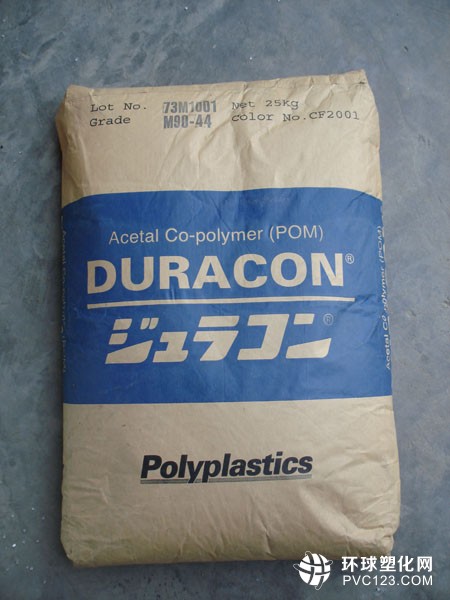 Lot No. 73M1001 Net 25kg
Grade M90-44 Color No.CF2001
Acetal Co-polymer (POM)
DURACON®
ジュラコン®
Polyplastics
环球塑化网
PVC123.COM